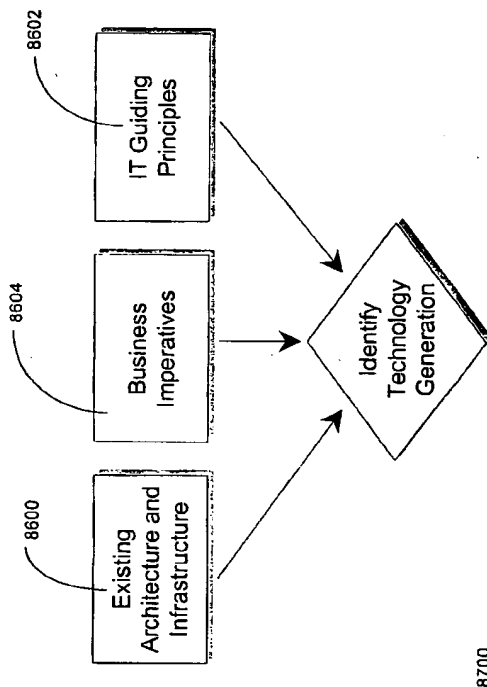 8600
Existing
Architecture and
Infrastructure
8604
Business
Imperatives
8602
IT Guiding
Principles
Identify
Technology
Generation
8700